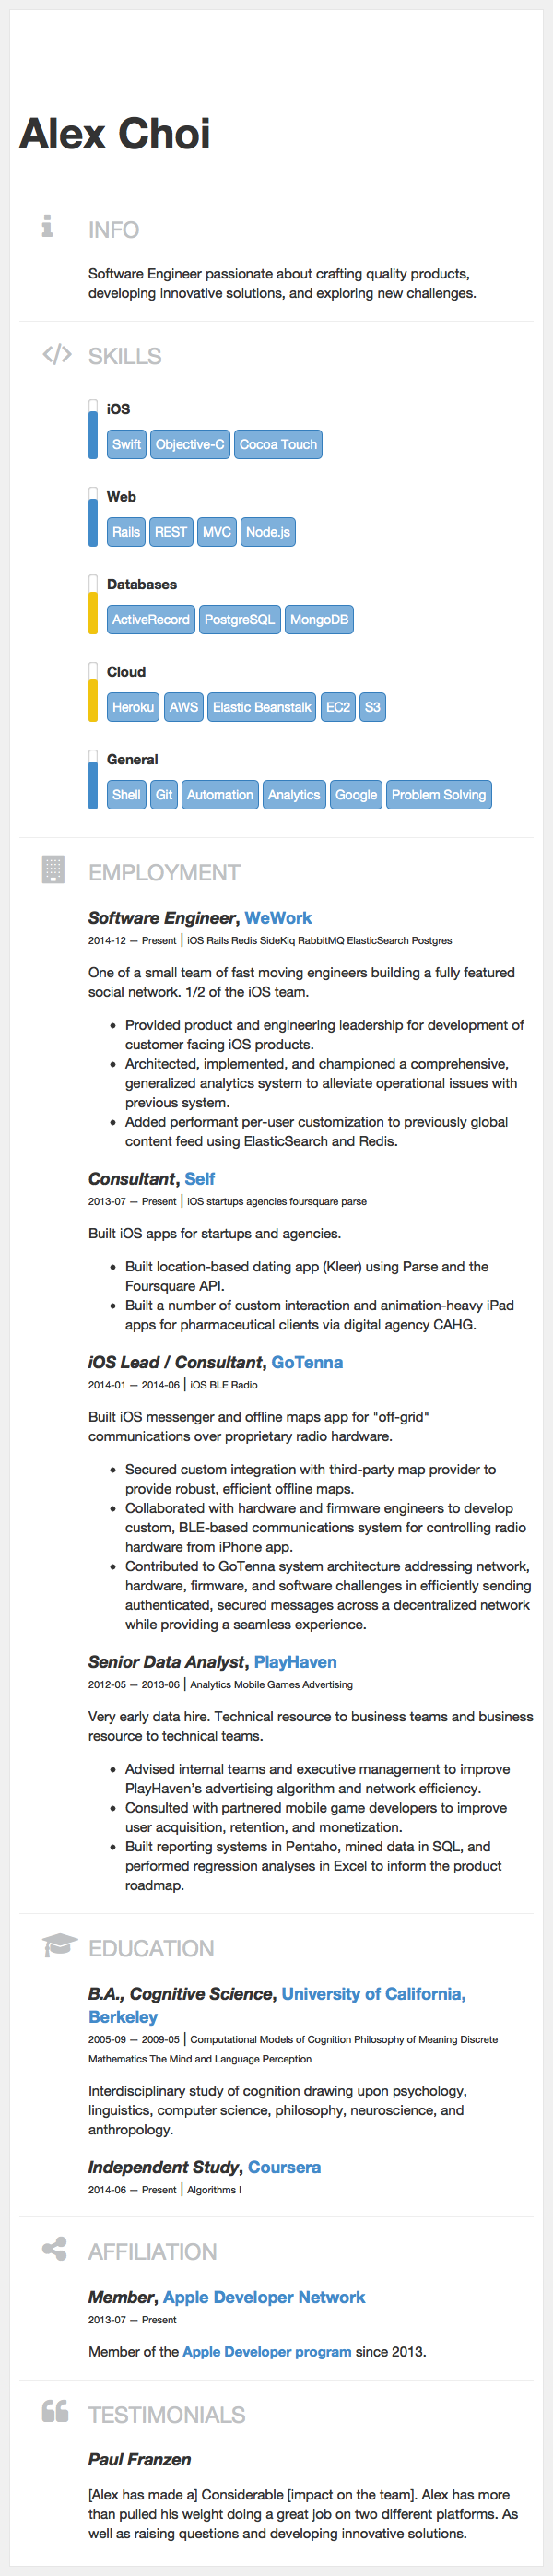 Alex Choi
INFO
Software Engineer passionate about crafting quality products,
developing innovative solutions, and exploring new challenges.
SKILLS
iOS
Swift Objective-C Cocoa Touch
Web
Rails REST MVC Node.js
Databases
ActiveRecord PostgreSQL MongoDB
Cloud
Heroku AWS Elastic Beanstalk EC2 S3
General
Shell Git Automation Analytics Google Problem Solving
EMPLOYMENT
Software Engineer, WeWork
2014-12 — Present | iOS Rails Redis SideKiq RabbitMQ ElasticSearch Postgres
One of a small team of fast moving engineers building a fully featured
social network. 1/2 of the iOS team.
• Provided product and engineering leadership for development of
customer facing iOS products.
• Architected, implemented, and championed a comprehensive,
generalized analytics system to alleviate operational issues with
previous system.
• Added performant per-user customization to previously global
content feed using ElasticSearch and Redis.
Consultant, Self
2013-07 — Present | iOS startups agencies foursquare parse
Built iOS apps for startups and agencies.
• Built location-based dating app (Kleer) using Parse and the
Foursquare API.
• Built a number of custom interaction and animation-heavy iPad
apps for pharmaceutical clients via digital agency CAHG.
iOS Lead / Consultant, GoTenna
2014-01 — 2014-06 | iOS BLE Radio
Built iOS messenger and offline maps app for "off-grid"
communications over proprietary radio hardware.
• Secured custom integration with third-party map provider to
provide robust, efficient offline maps.
• Collaborated with hardware and firmware engineers to develop
custom, BLE-based communications system for controlling radio
hardware from iPhone app.
• Contributed to GoTenna system architecture addressing network,
hardware, firmware, and software challenges in efficiently sending
authenticated, secured messages across a decentralized network
while providing a seamless experience.
Senior Data Analyst, PlayHaven
2012-05 — 2013-06 | Analytics Mobile Games Advertising
Very early data hire. Technical resource to business teams and business
resource to technical teams.
• Advised internal teams and executive management to improve
PlayHaven's advertising algorithm and network efficiency.
• Consulted with partnered mobile game developers to improve
user acquisition, retention, and monetization.
• Built reporting systems in Pentaho, mined data in SQL, and
performed regression analyses in Excel to inform the product
roadmap.
EDUCATION
B.A., Cognitive Science, University of California,
Berkeley
2005-09 — 2009-05 | Computational Models of Cognition Philosophy of Meaning Discrete
Mathematics The Mind and Language Perception
Interdisciplinary study of cognition drawing upon psychology,
linguistics, computer science, philosophy, neuroscience, and
anthropology.
Independent Study, Coursera
2014-06 — Present | Algorithms I
AFFILIATION
Member, Apple Developer Network
2013-07 — Present
Member of the Apple Developer program since 2013.
TESTIMONIALS
Paul Franzen
[Alex has made a] Considerable [impact on the team]. Alex has more
than pulled his weight doing a great job on two different platforms. As
well as raising questions and developing innovative solutions.